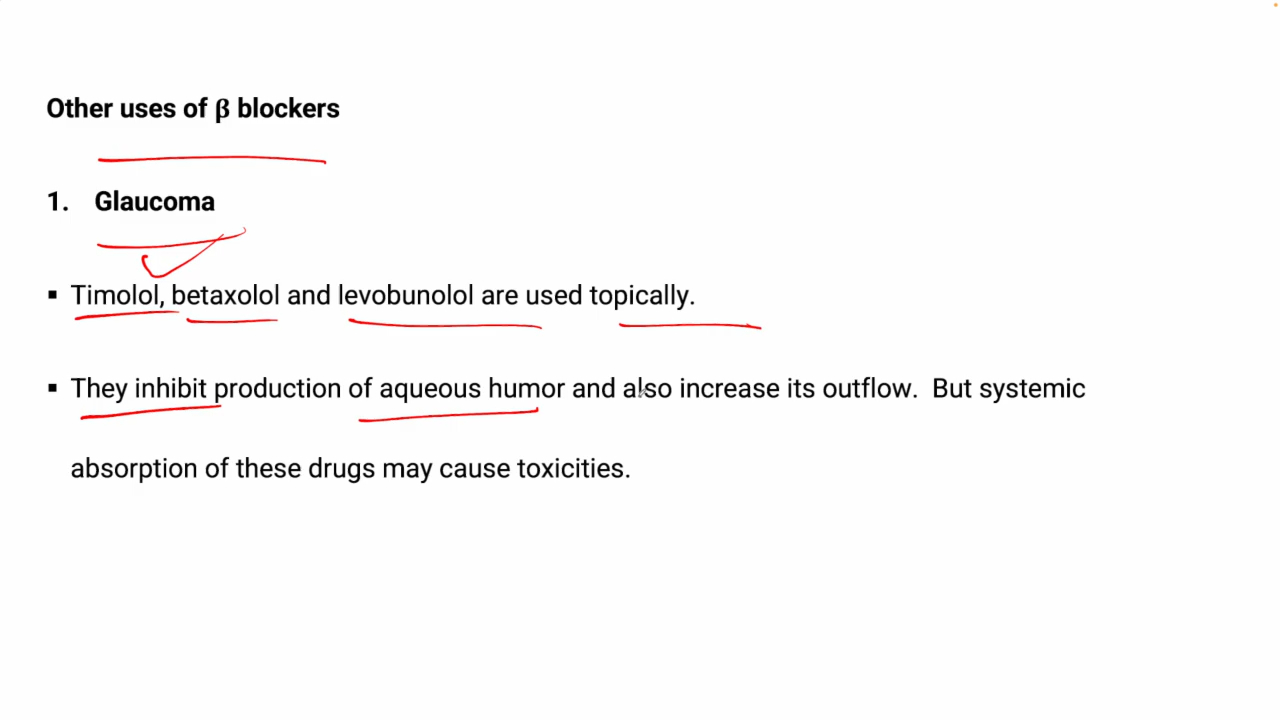 Other uses of β blockers
1. Glaucoma
▪ Timolol, betaxolol and levobunolol are used topically.
▪ They inhibit production of aqueous humor and also increase its outflow. But systemic
absorption of these drugs may cause toxicities.